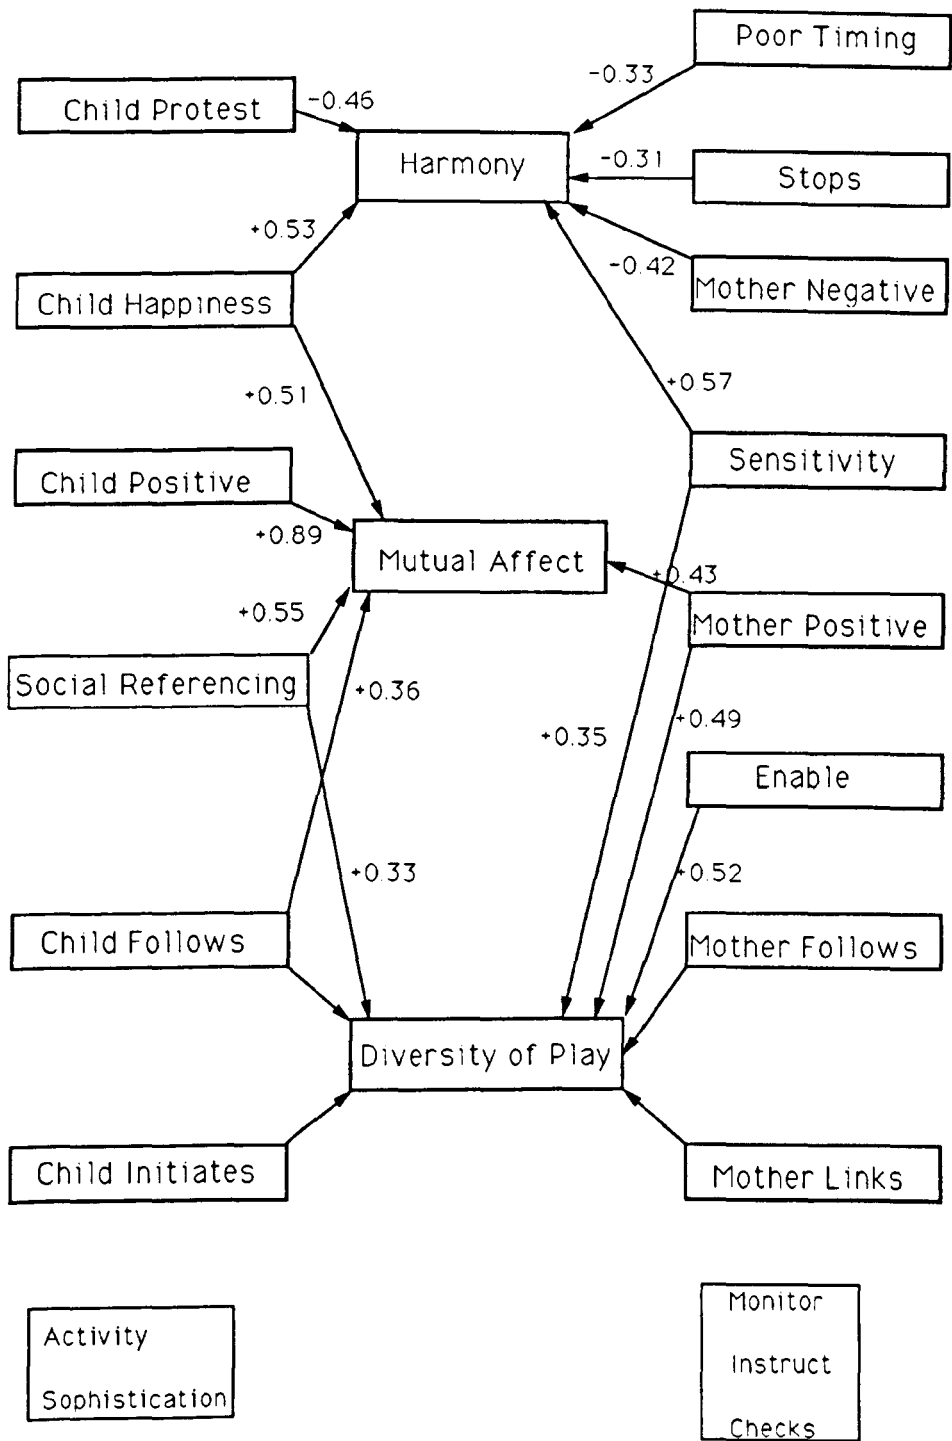 Poor Timing
-0.33
Child Protest
-0.46
Harmony
-0.31
Stops
+0.53
-0.42
Child Happiness
Mother Negative
+0.51
+0.57
Child Positive
Sensitivity
+0.89
Mutual Affect
+0.43
+0.55
Mother Positive
Social Referencing
+0.36
+0.49
+0.35
Enable
+0.33
+0.52
Child Follows
Mother Follows
Diversity of Play
Child Initiates
Mother Links
Activity
Sophistication
Monitor
Instruct
Checks